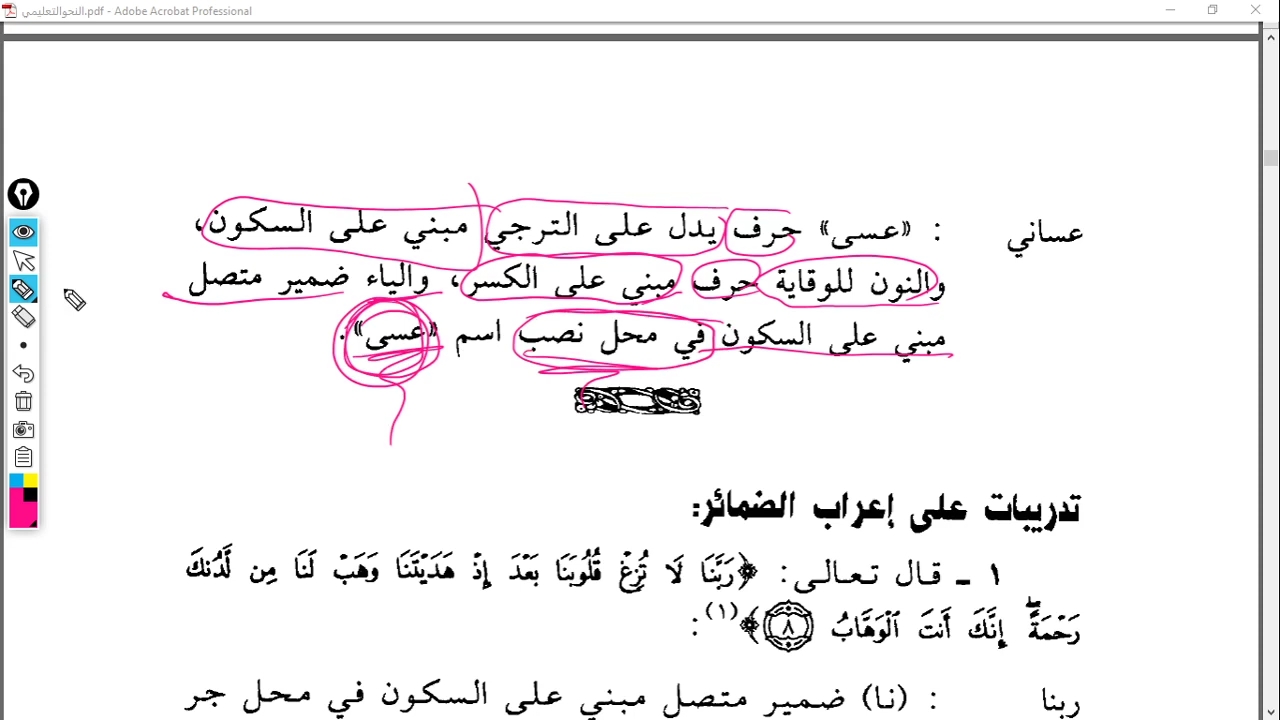 النحوالتعليمي.pdf - Adobe Acrobat Professional
عساني : «عسى» حرف يدل على الترجي مبني على السكون،
والنون للوقاية حرف مبني على الكسر، والياء ضمير متصل
مبني على السكون في محل نصب اسم «عسى».
تدريبات على إعراب الضمائر:
١ ـ قال تعالى: ﴿رَبَّنَا لَا تُزِغْ قُلُوبَنَا بَعْدَ إِذْ هَدَيْتَنَا وَهَبْ لَنَا مِن لَّدُنكَ
رَحْمَةً ۖ إِنَّكَ أَنتَ ٱلْوَهَّابُ ٨﴾(١):
ربنا : (نا) ضمير متصل مبني على السكون في محل جر